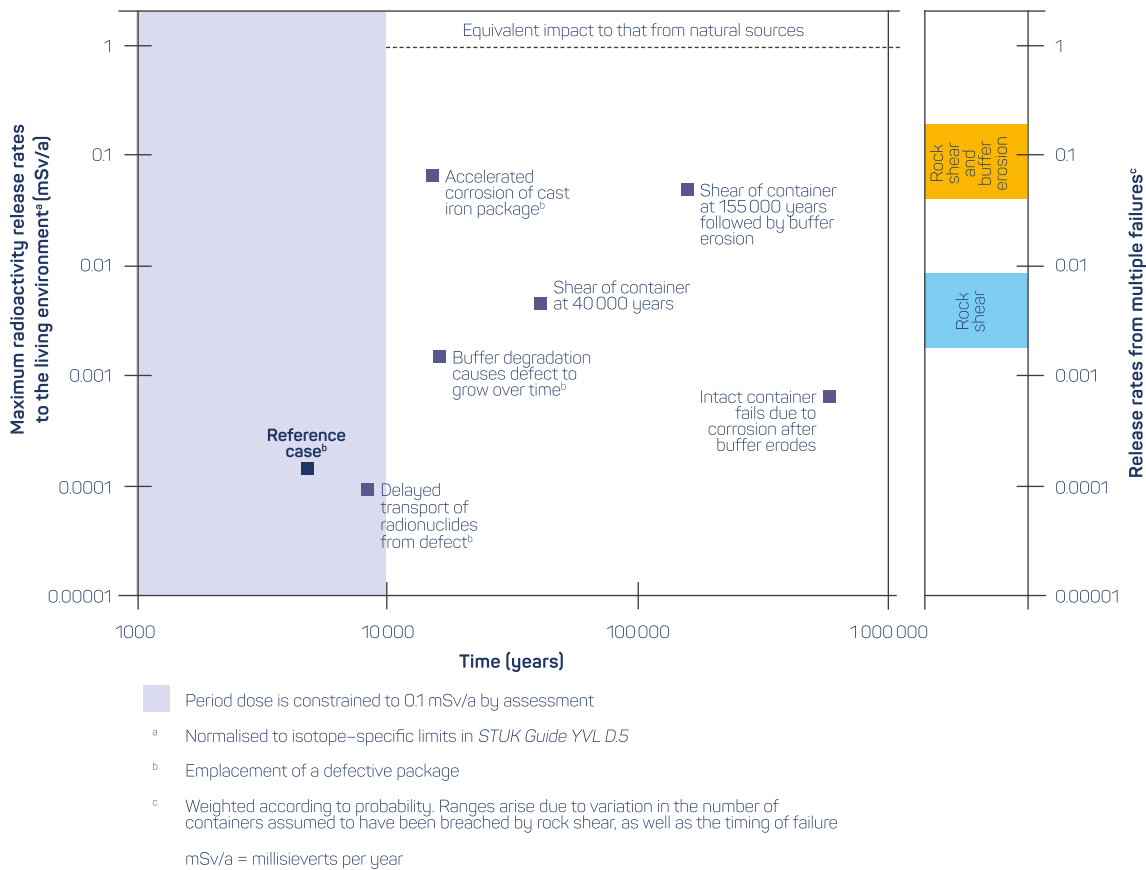 Equivalent impact to that from natural sources
Maximum radioactivity release rates
to the living environmentᵃ (mSv/a)
1
0.1
0.01
0.001
0.0001
0.00001
Accelerated
corrosion of cast
iron packageᵇ
Shear of container
at 155 000 years
followed by buffer
erosion
Shear of container
at 40 000 years
Buffer degradation
causes defect to
grow over timeᵇ
Intact container
fails due to
corrosion after
buffer erodes
Reference
caseᵇ
Delayed
transport of
radionuclides
from defectᵇ
1000
10 000
100 000
1 000 000
Time (years)
Rock
shear
and
buffer
erosion
Rock
shear
1
0.1
0.01
0.001
0.0001
0.00001
Release rates from multiple failuresᶜ
Period dose is constrained to 0.1 mSv/a by assessment
ᵃ Normalised to isotope–specific limits in STUK Guide YVL D.5
ᵇ Emplacement of a defective package
ᶜ Weighted according to probability. Ranges arise due to variation in the number of
containers assumed to have been breached by rock shear, as well as the timing of failure
mSv/a = millisieverts per year